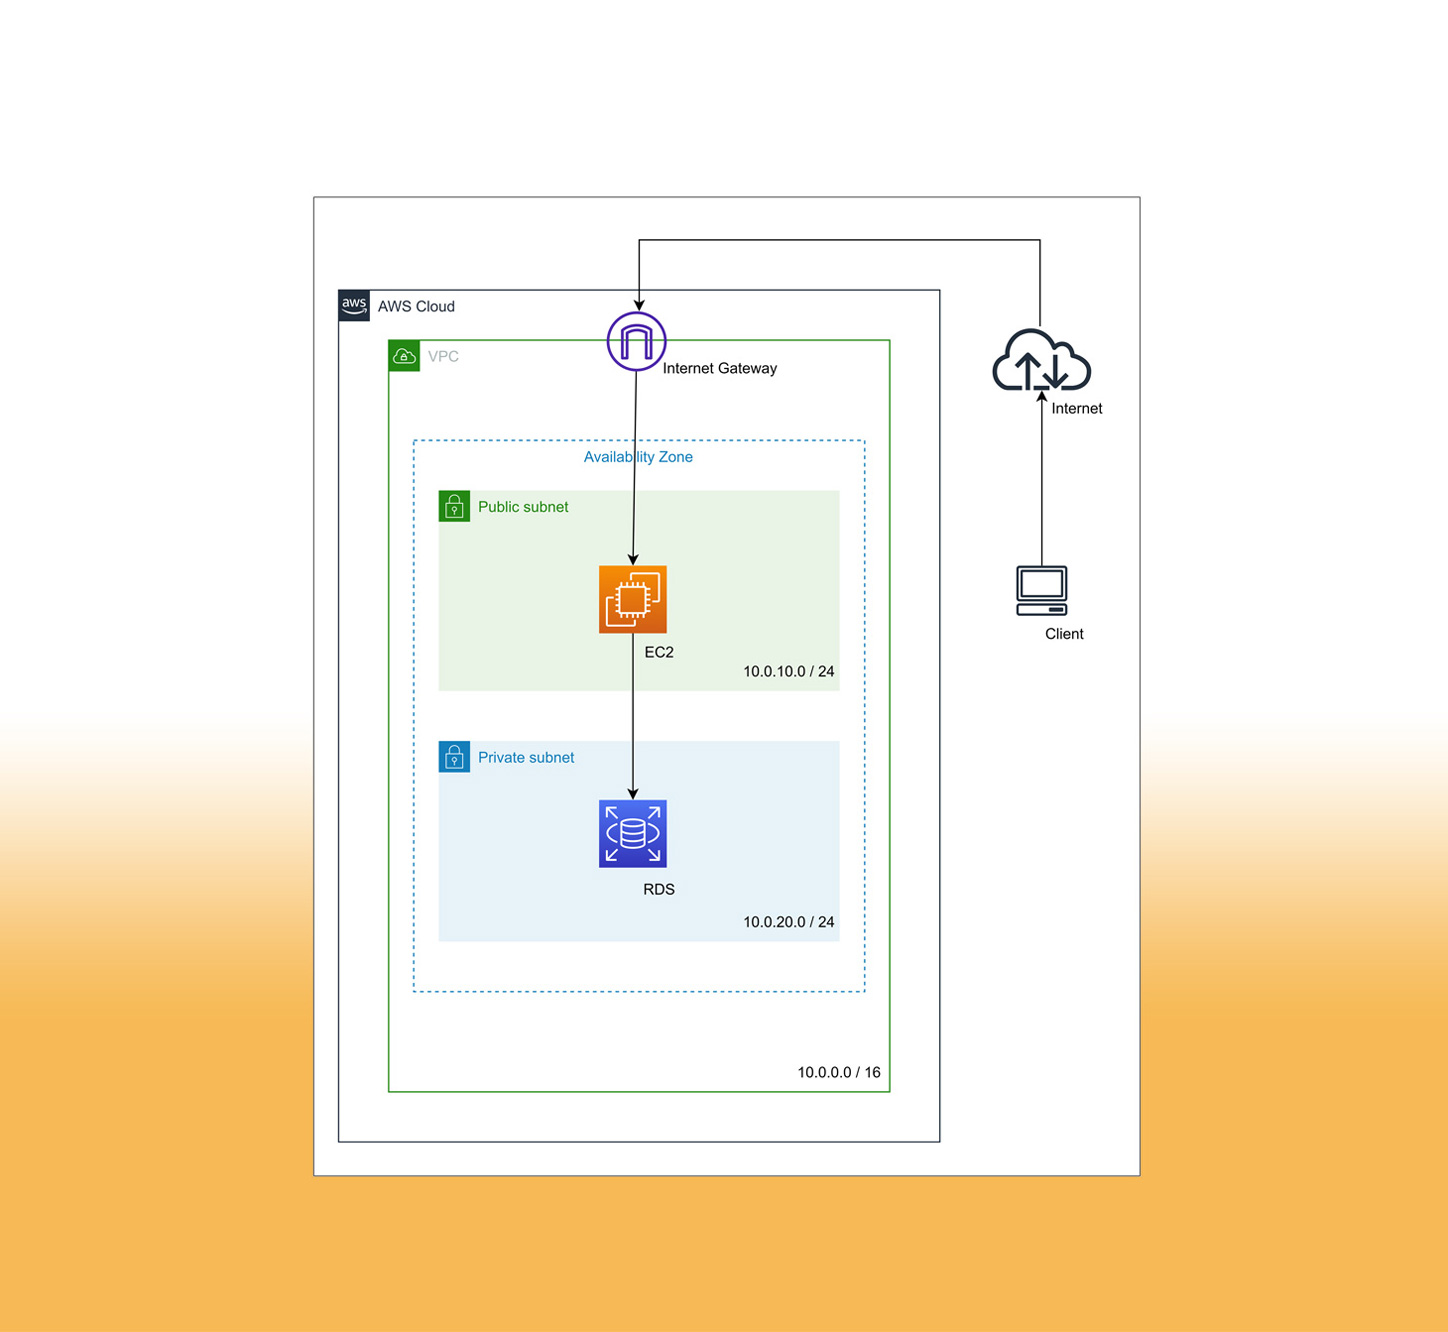 aws
AWS Cloud
VPC
Internet Gateway
Internet
Availability Zone
Public subnet
EC2
10.0.10.0 / 24
Client
Private subnet
RDS
10.0.20.0 / 24
10.0.0.0 / 16